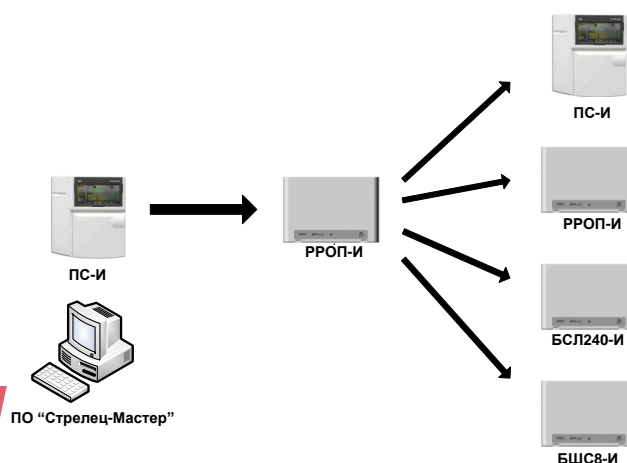 ПС-И
РРОП-И
ПС-И
РРОП-И
БСЛ240-И
БШС8-И
ПО “Стрелец-Мастер”